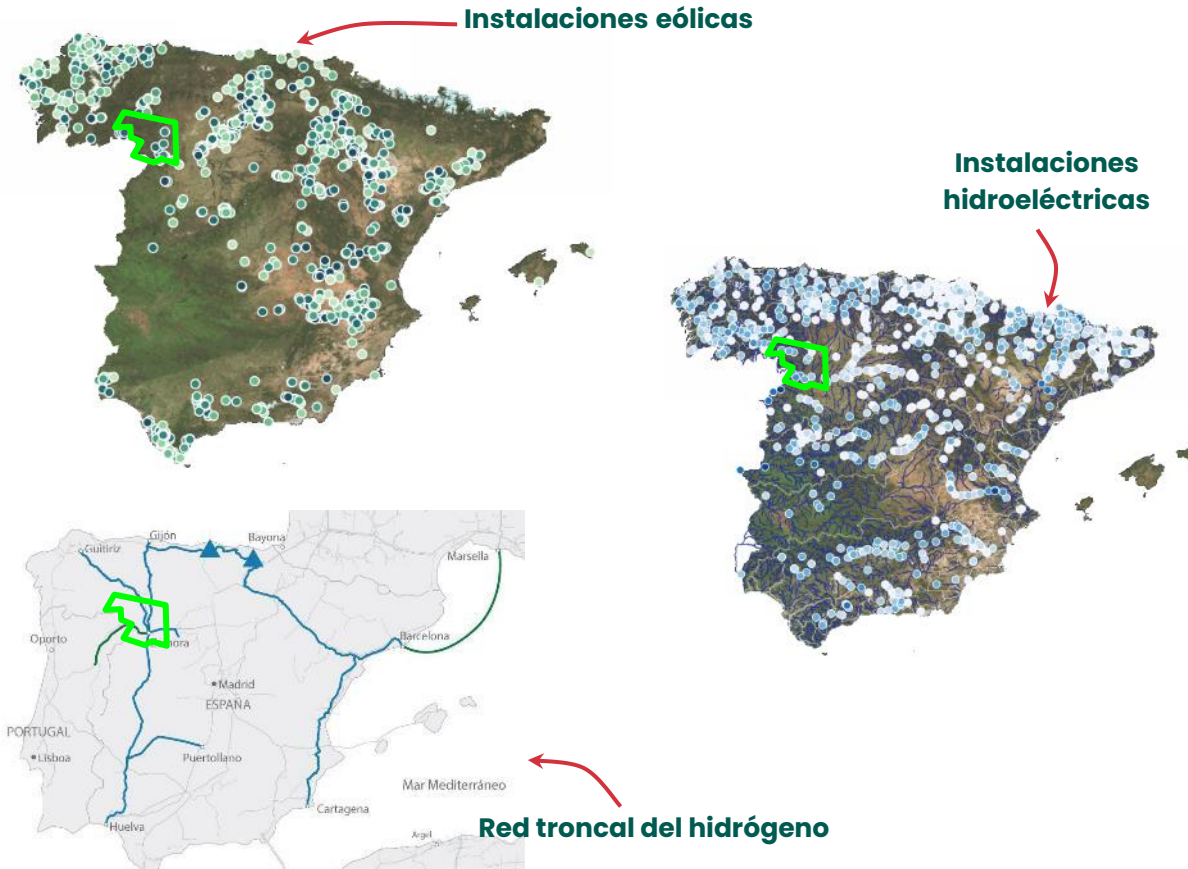 Instalaciones eólicas
Instalaciones
hidroeléctricas
Gijón
Bayona
Guitiriz
Marsella
Oporto
Barcelona
Madrid
ESPAÑA
PORTUGAL
Lisboa
Puertollano
Mar Mediterráneo
Cartagena
Huelva
Argel
Red troncal del hidrógeno